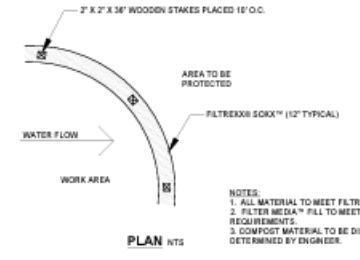 2" X 2" X 36" WOODEN STAKES PLACED 10' O.C.
AREA TO BE
PROTECTED
FILTREXX® SOXX™ (12" TYPICAL)
WATER FLOW
WORK AREA
NOTES:
1. ALL MATERIAL TO MEET FILTR
2. FILTER MEDIA™ FILL TO MEET
REQUIREMENTS.
3. COMPOST MATERIAL TO BE DI
DETERMINED BY ENGINEER.
PLAN NTS